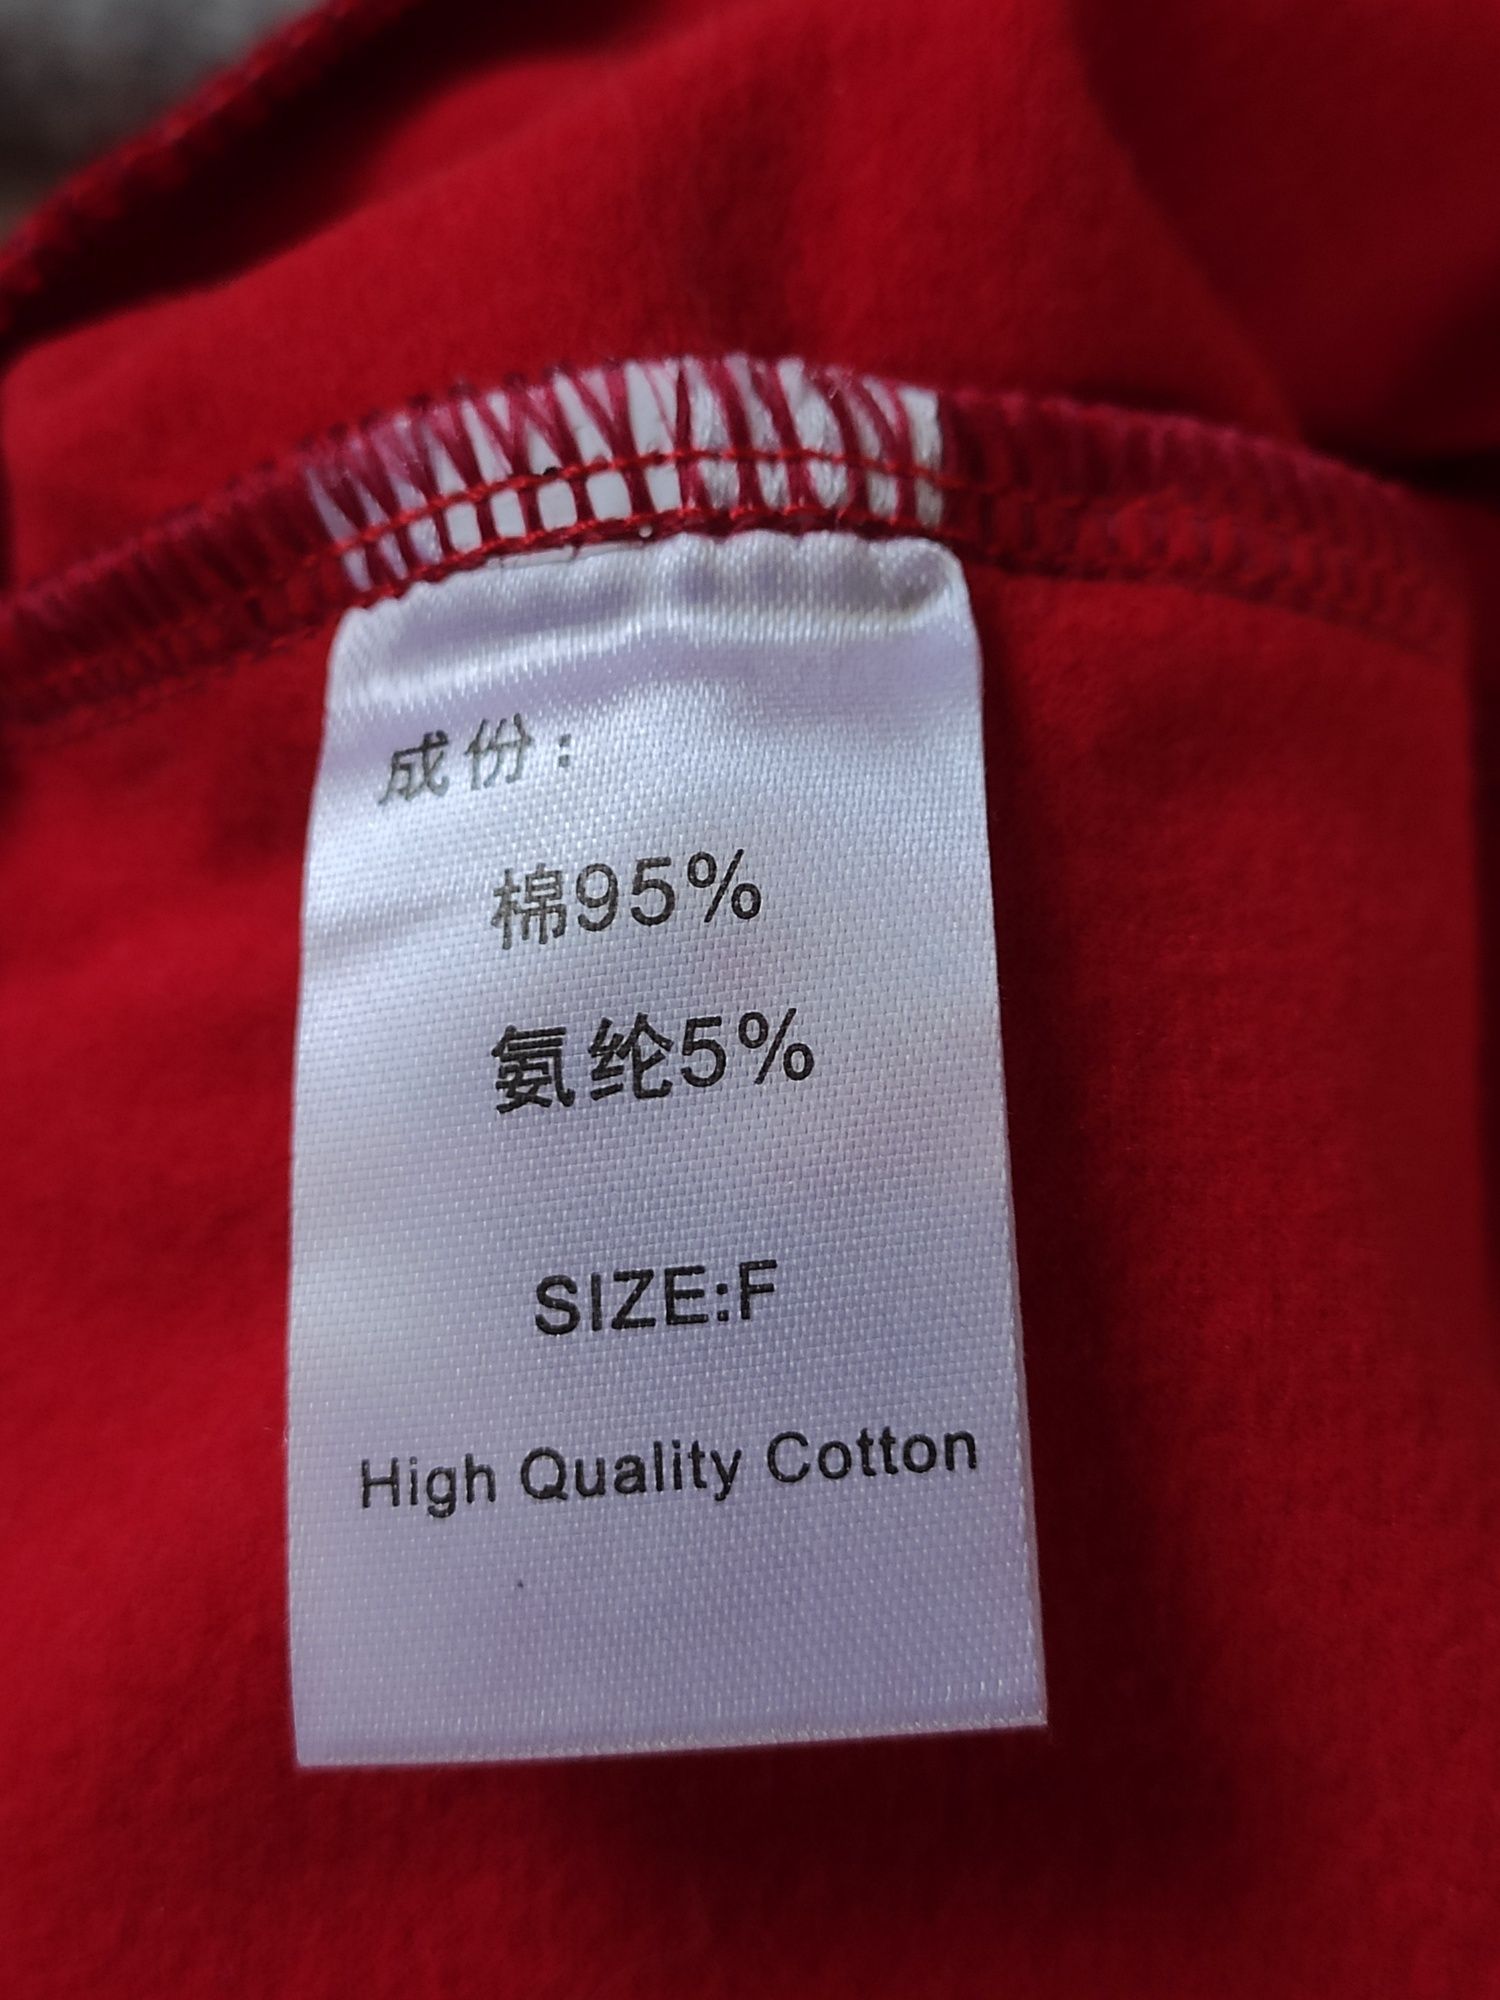 成份：
棉95%
氨纶5%
SIZE:F
High Quality Cotton